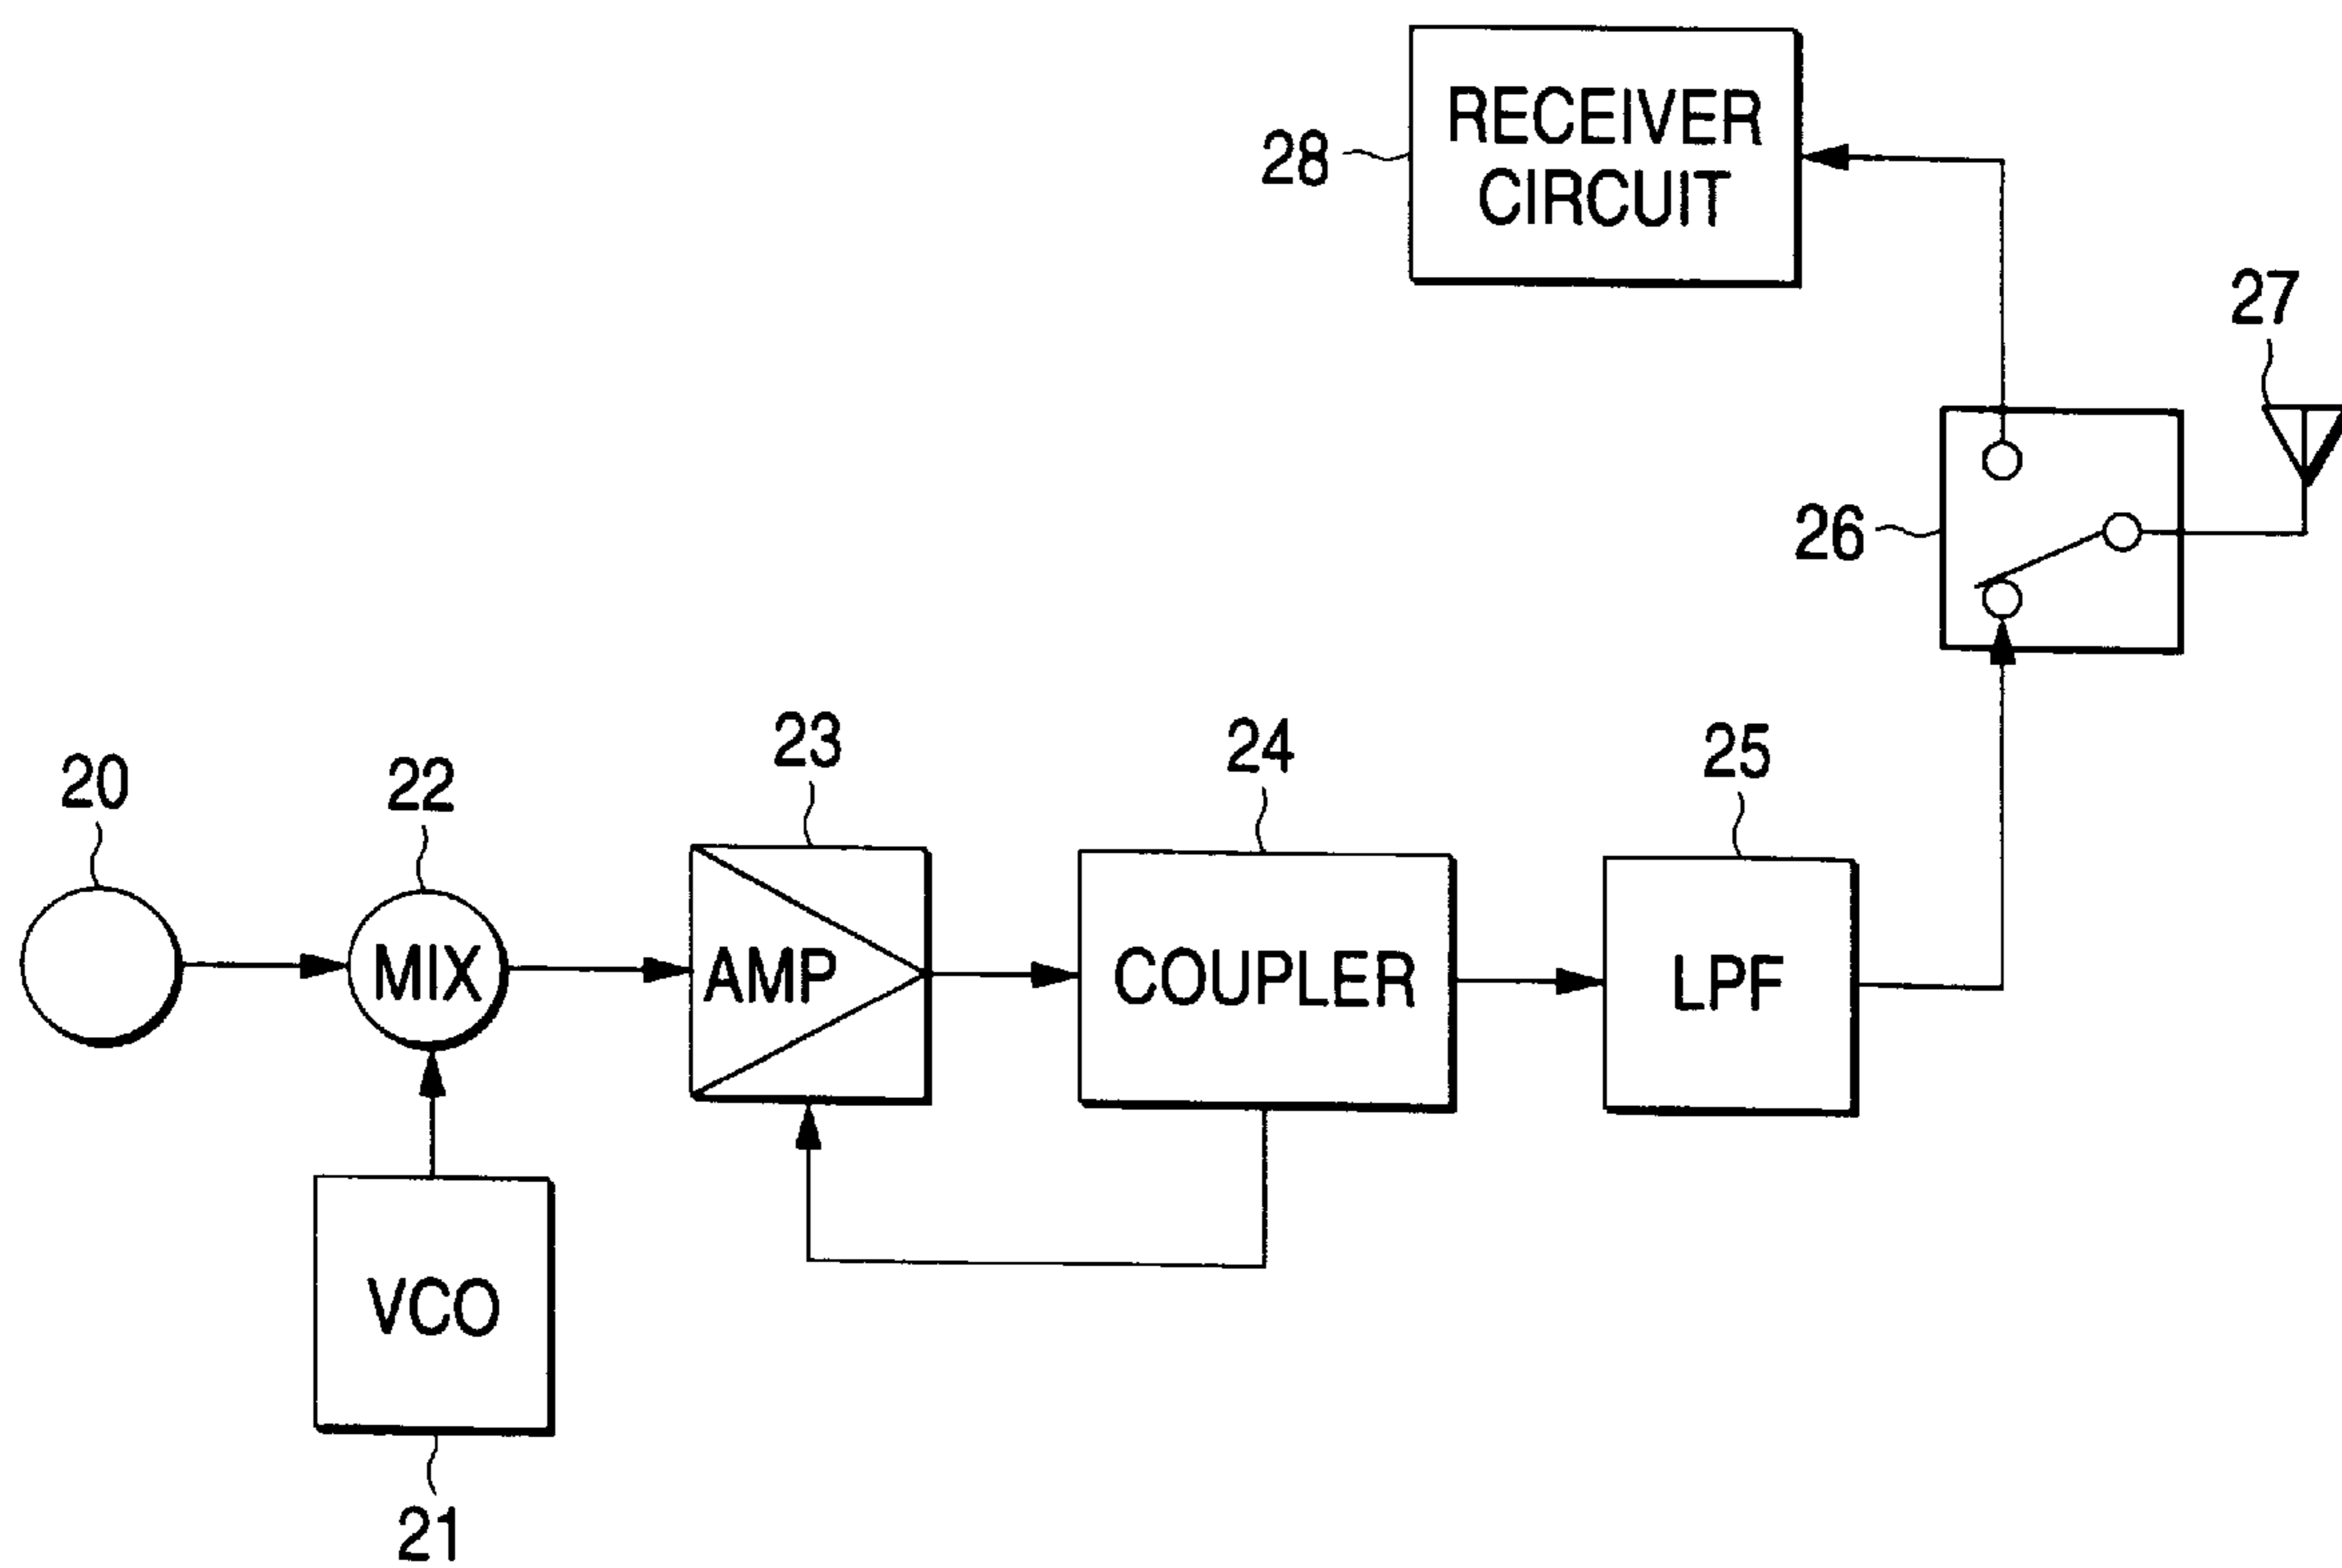 RECEIVER
CIRCUIT
28
27
26
23
24
25
20
22
MIX
AMP
COUPLER
LPF
VCO
21